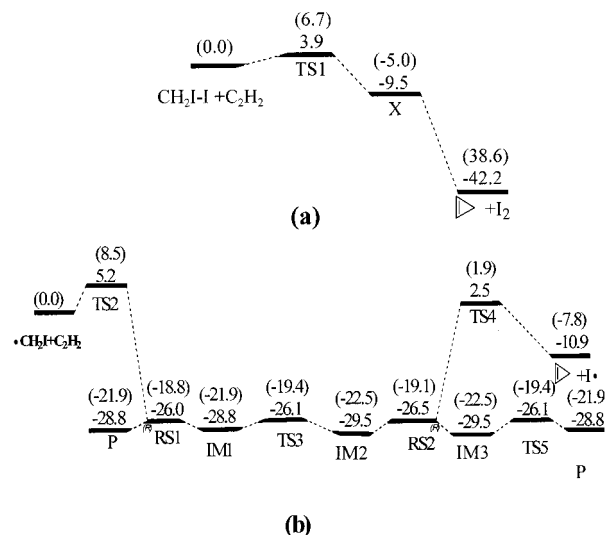 (6.7)
(0.0) 3.9 (-5.0)
TS1 -9.5
CH₂I-I +C₂H₂ X
(38.6)
-42.2
+I₂
(a)
(8.5) (1.9)
5.2 2.5
(0.0) TS2 TS4 (-7.8)
•CH₂I+C₂H₂ -10.9
+I•
(-21.9) (-18.8) (-21.9) (-19.4) (-22.5) (-19.1) (-22.5) (-19.4) (-21.9)
-28.8 -26.0 -28.8 -26.1 -29.5 -26.5 -29.5 -26.1 -28.8
P RS1 IM1 TS3 IM2 RS2 IM3 TS5 P
(b)